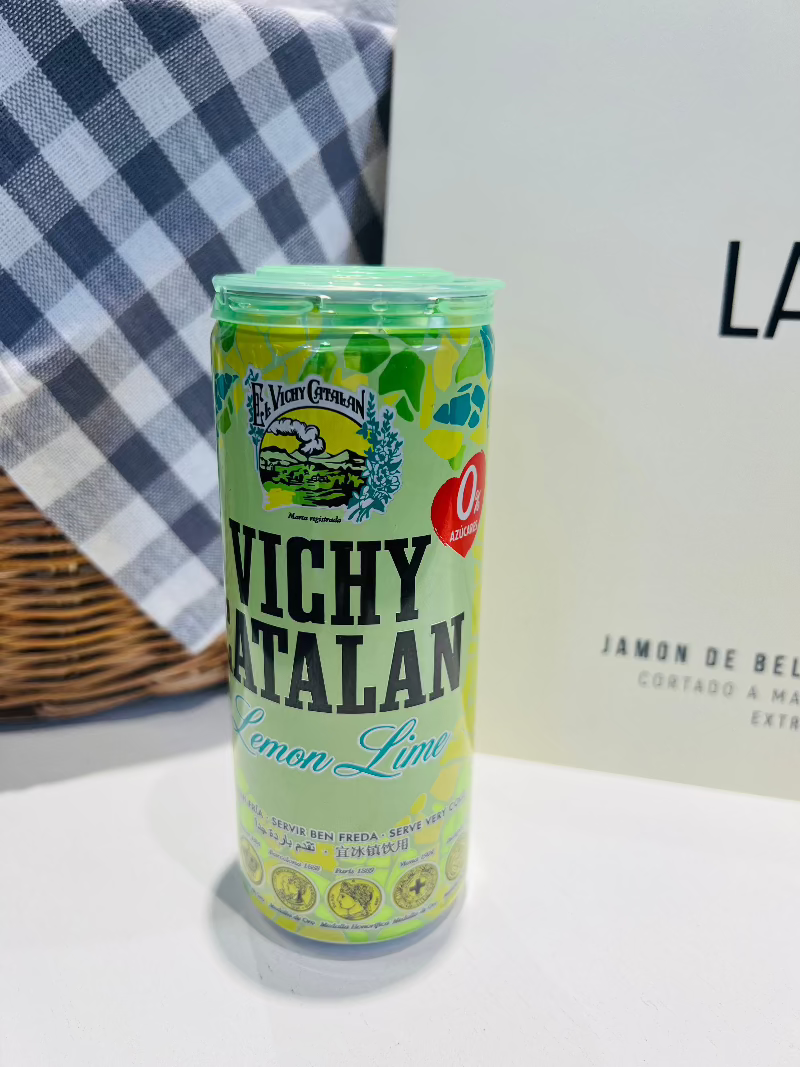 El Vichy Catalan
Marca registrada
0%
AZÚCARES
VICHY
CATALAN
Lemon Lime
SERVIR BEN FREDA · SERVE VERY
宜冰镇饮用
LA
JAMON DE BEL
CORTADO A MA
EXTR